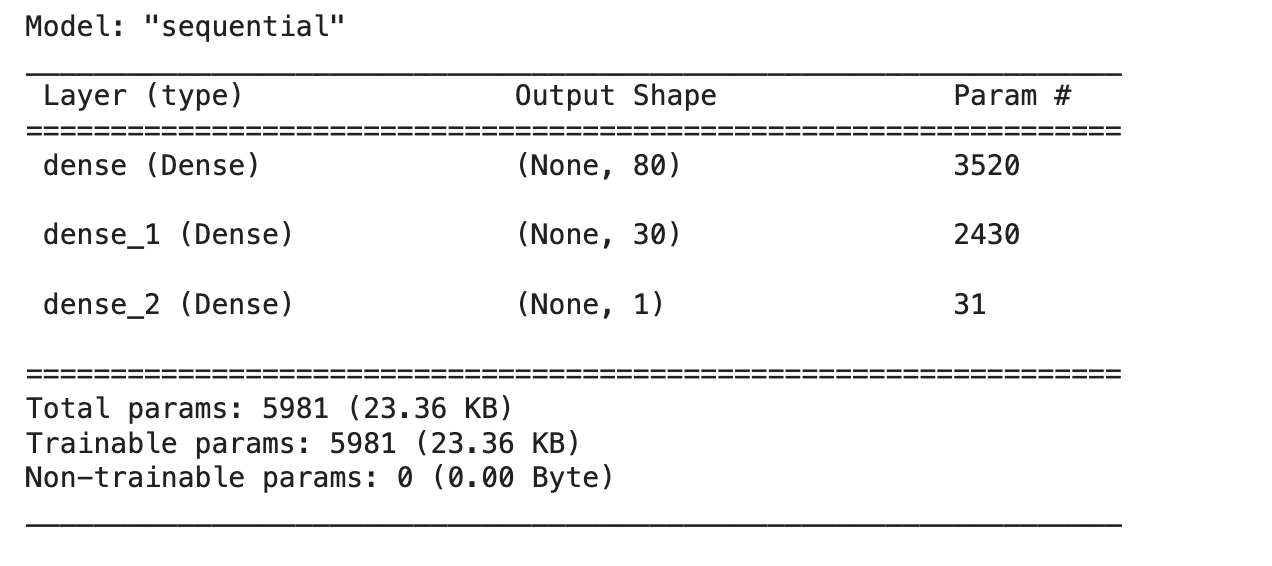 Model: "sequential"
_________________________________________________________________
Layer (type) Output Shape Param #
=================================================================
dense (Dense) (None, 80) 3520
dense_1 (Dense) (None, 30) 2430
dense_2 (Dense) (None, 1) 31
=================================================================
Total params: 5981 (23.36 KB)
Trainable params: 5981 (23.36 KB)
Non-trainable params: 0 (0.00 Byte)
_________________________________________________________________